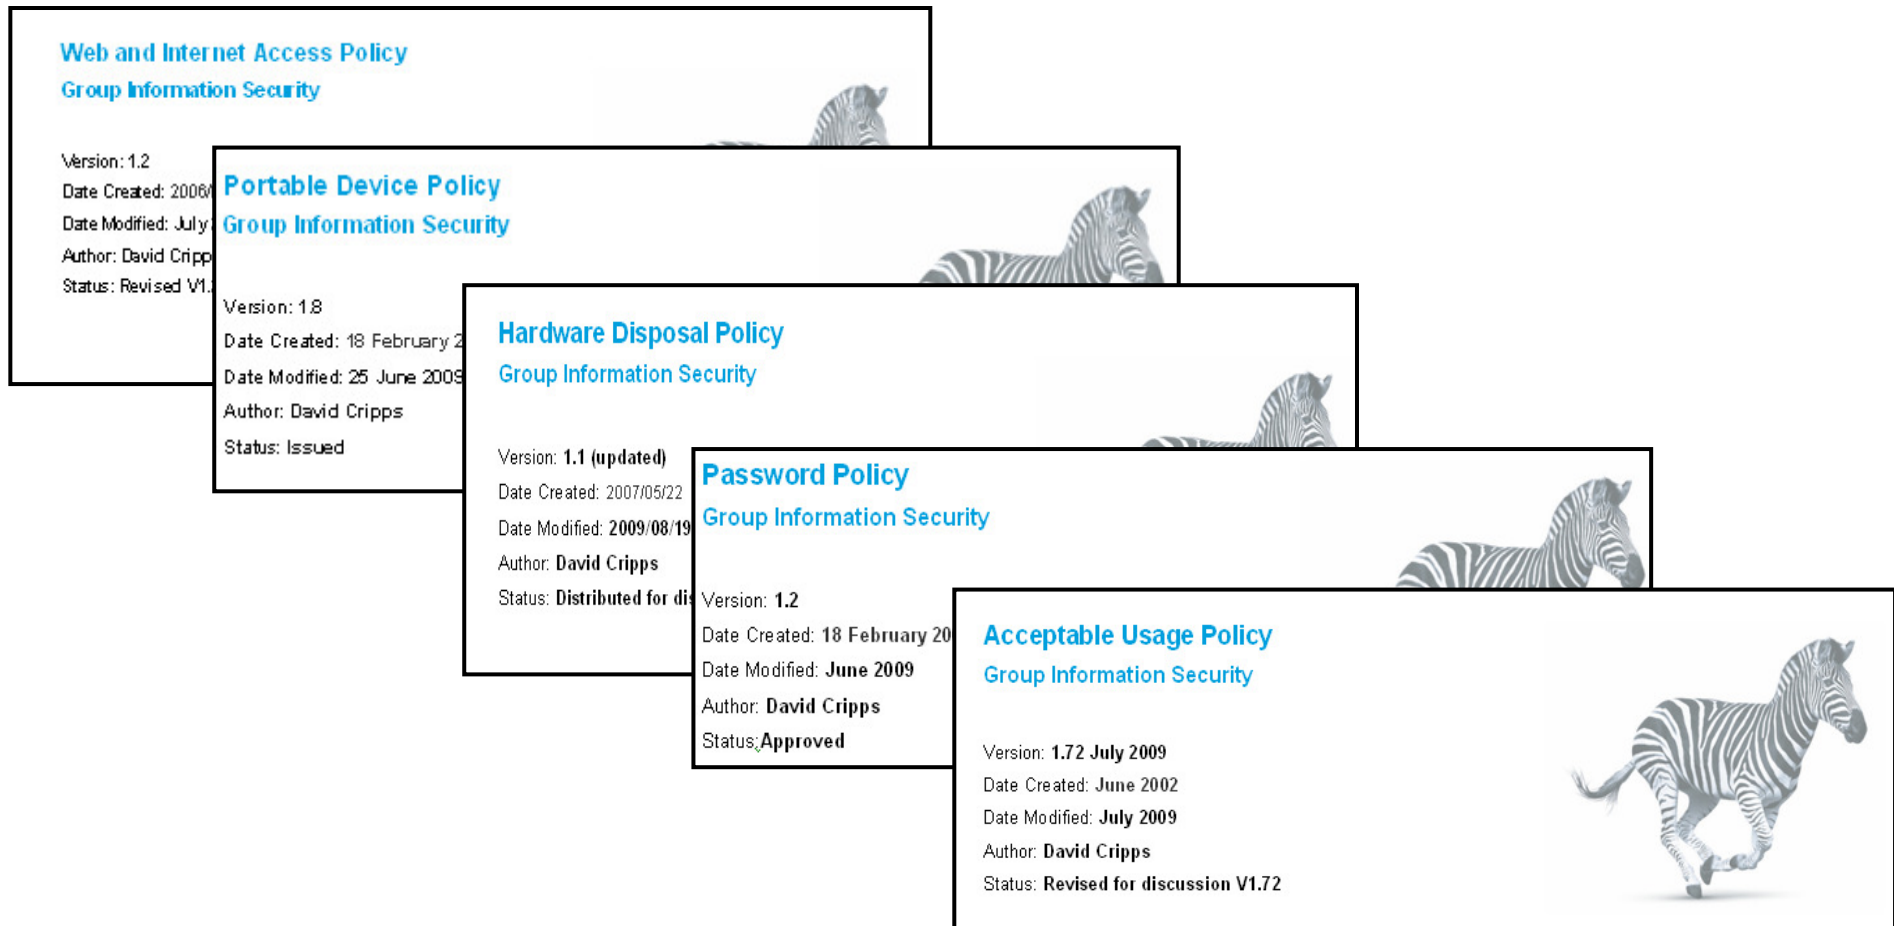 Web and Internet Access Policy
Group Information Security
Version: 1.2
Date Created: 2006/
Date Modified: July
Author: David Cripp
Status: Revised V1.
Portable Device Policy
Group Information Security
Version: 1.8
Date Created: 18 February 2
Date Modified: 25 June 2009
Author: David Cripps
Status: Issued
Hardware Disposal Policy
Group Information Security
Version: 1.1 (updated)
Date Created: 2007/05/22
Date Modified: 2009/08/19
Author: David Cripps
Status: Distributed for dis
Password Policy
Group Information Security
Version: 1.2
Date Created: 18 February 20
Date Modified: June 2009
Author: David Cripps
Status:Approved
Acceptable Usage Policy
Group Information Security
Version: 1.72 July 2009
Date Created: June 2002
Date Modified: July 2009
Author: David Cripps
Status: Revised for discussion V1.72